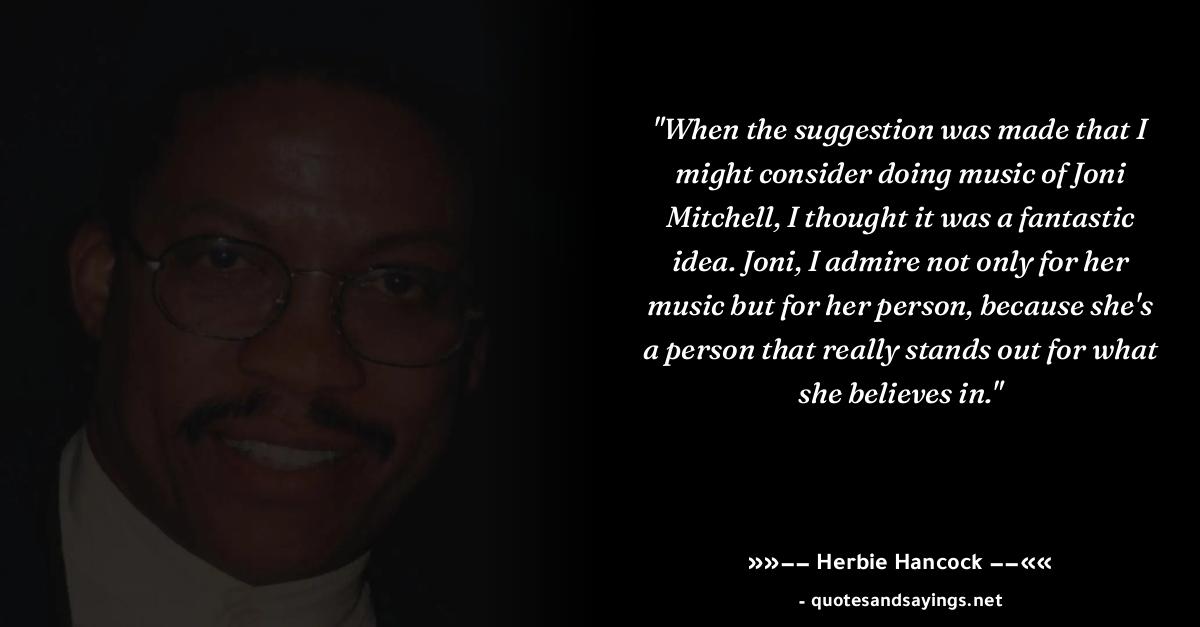 "When the suggestion was made that I
might consider doing music of Joni
Mitchell, I thought it was a fantastic
idea. Joni, I admire not only for her
music but for her person, because she's
a person that really stands out for what
she believes in."
»»−− Herbie Hancock −−««
- quotesandsayings.net